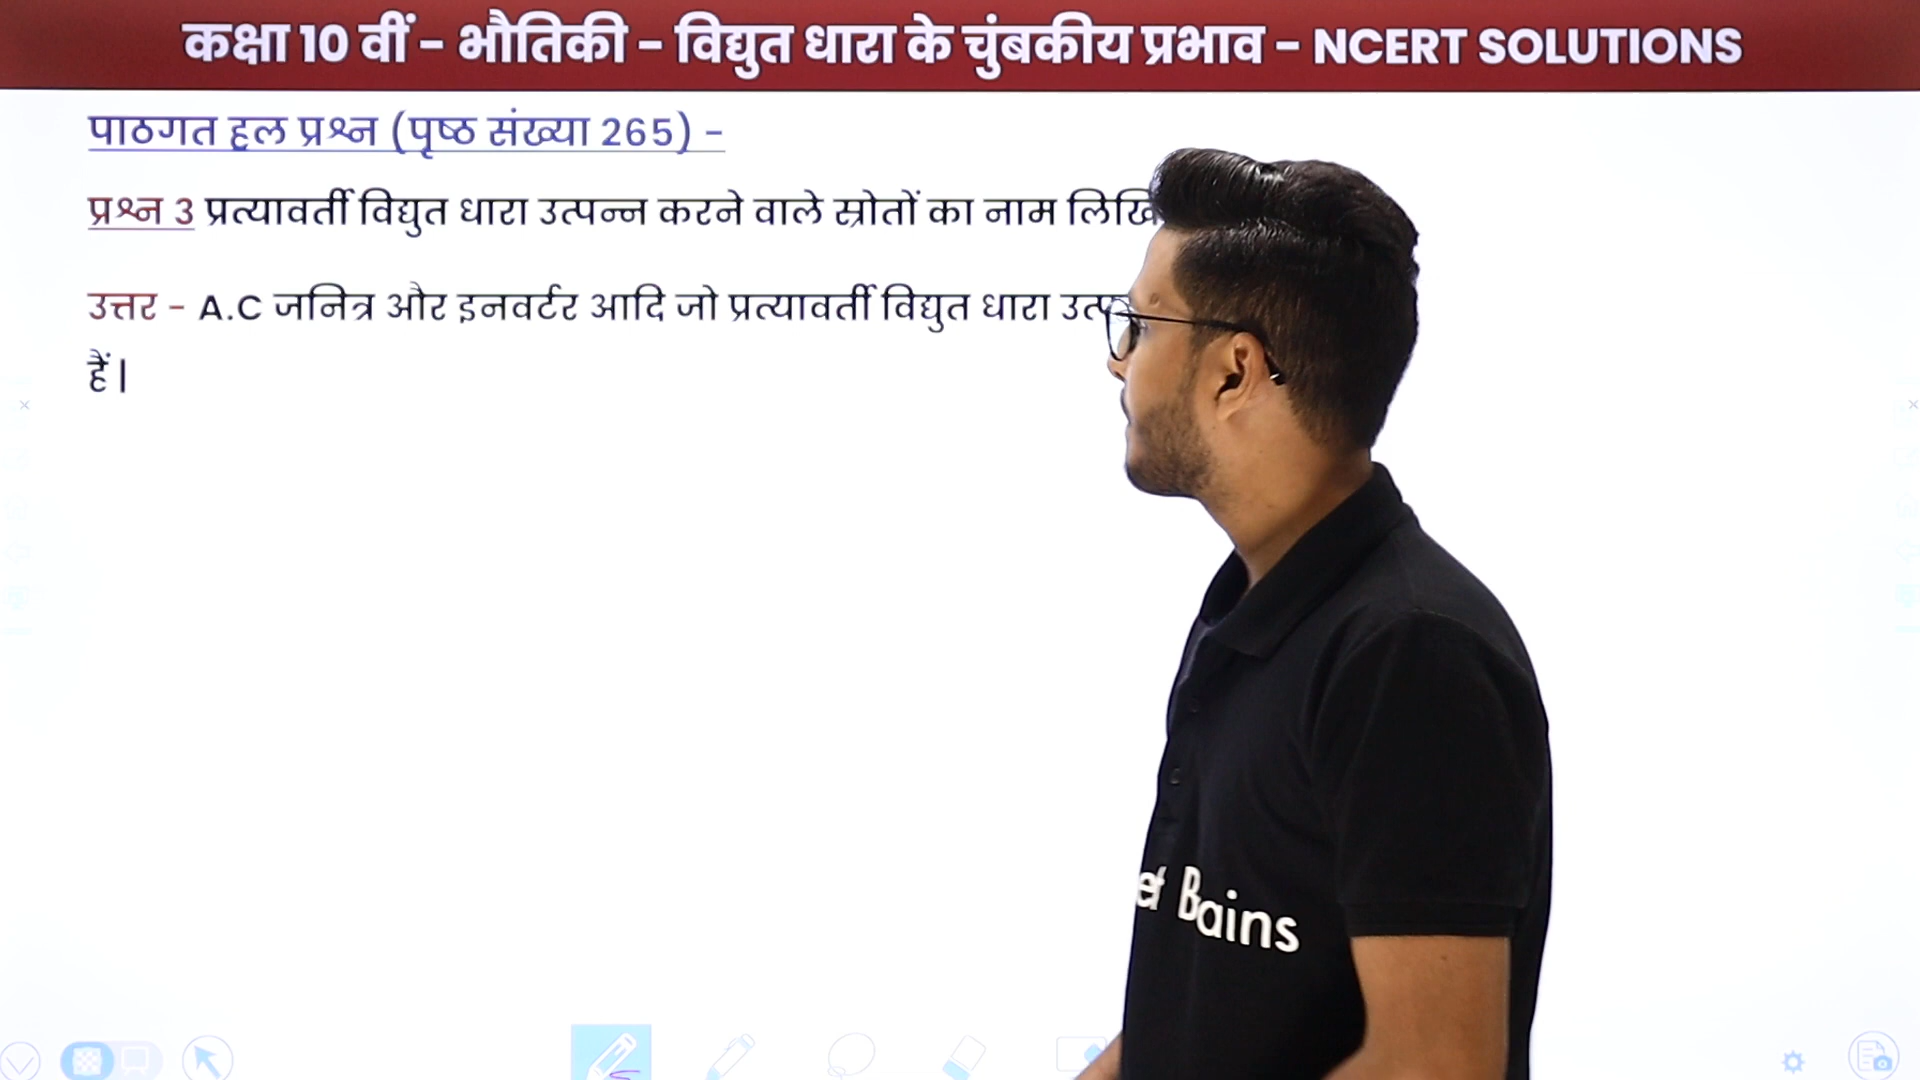 कक्षा 10 वीं - भौतिकी - विद्युत धारा के चुंबकीय प्रभाव - NCERT SOLUTIONS
पाठगत हल प्रश्न (पृष्ठ संख्या 265) -
प्रश्न 3 प्रत्यावर्ती विद्युत धारा उत्पन्न करने वाले स्रोतों का नाम
उत्तर - A.C जनित्र और इनवर्टर आदि जो प्रत्यावर्ती विद्युत धारा
हैं |
Bains